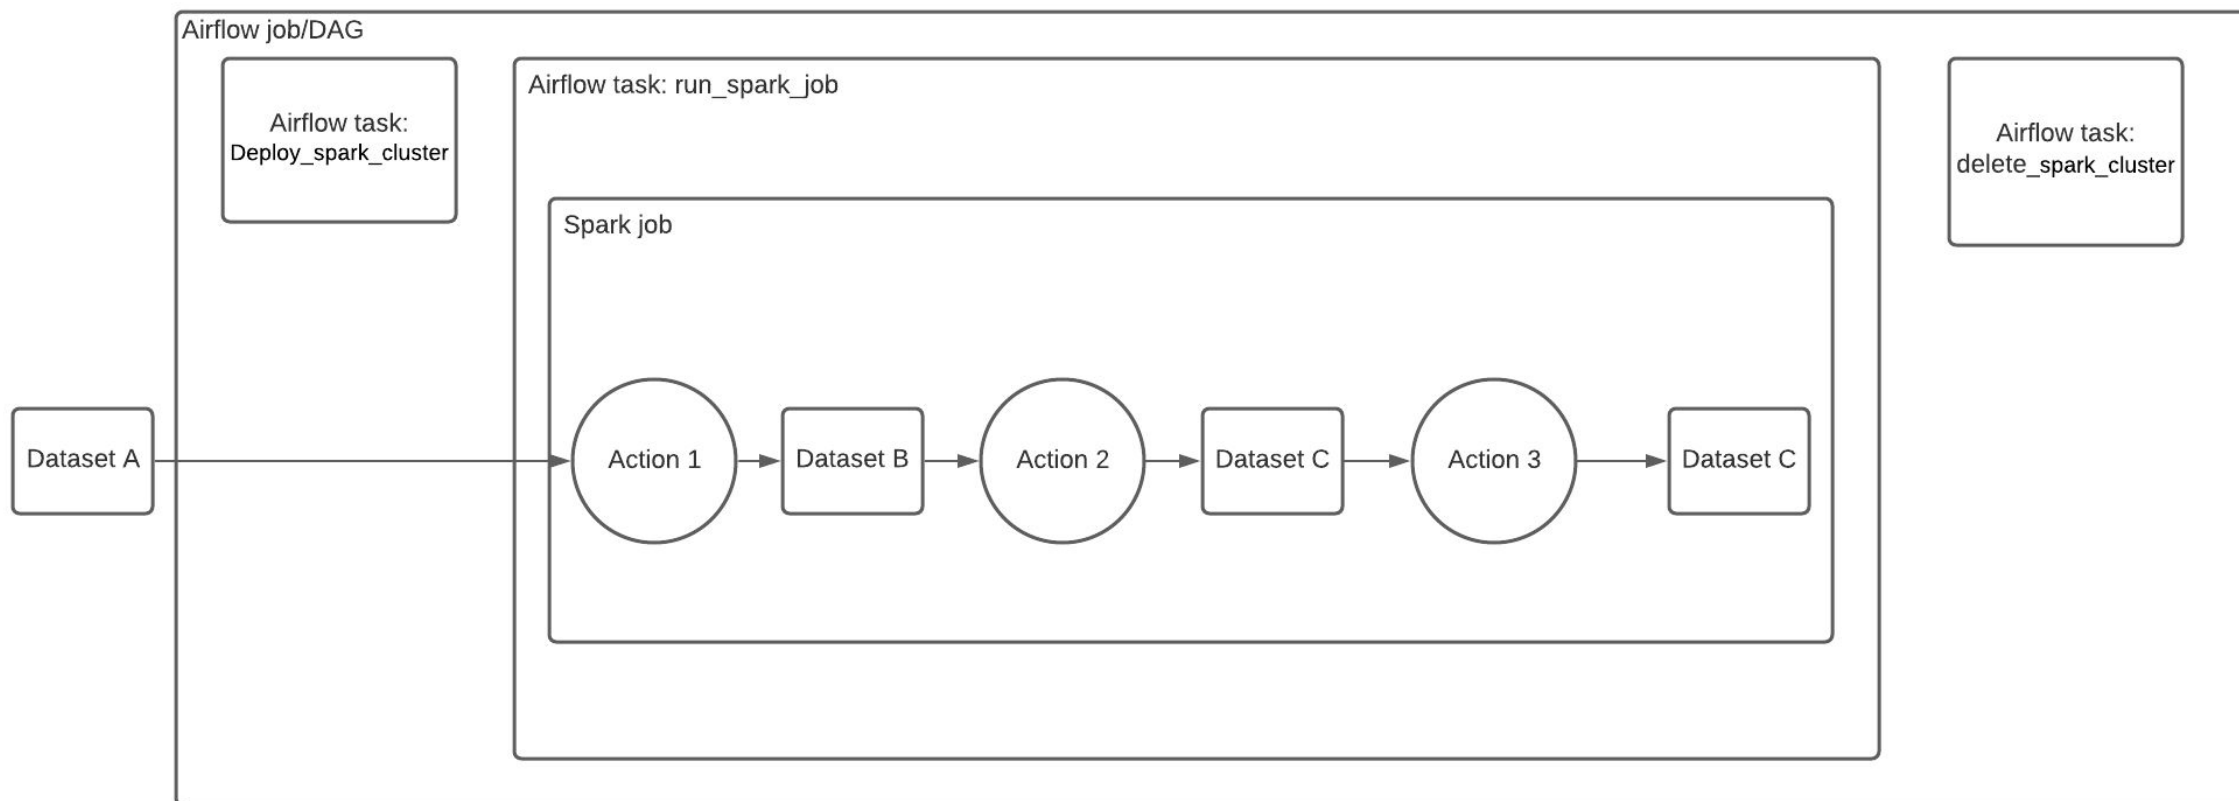 Airflow job/DAG
Airflow task:
Deploy_spark_cluster
Airflow task: run_spark_job
Airflow task:
delete_spark_cluster
Spark job
Dataset A
Action 1
Dataset B
Action 2
Dataset C
Action 3
Dataset C